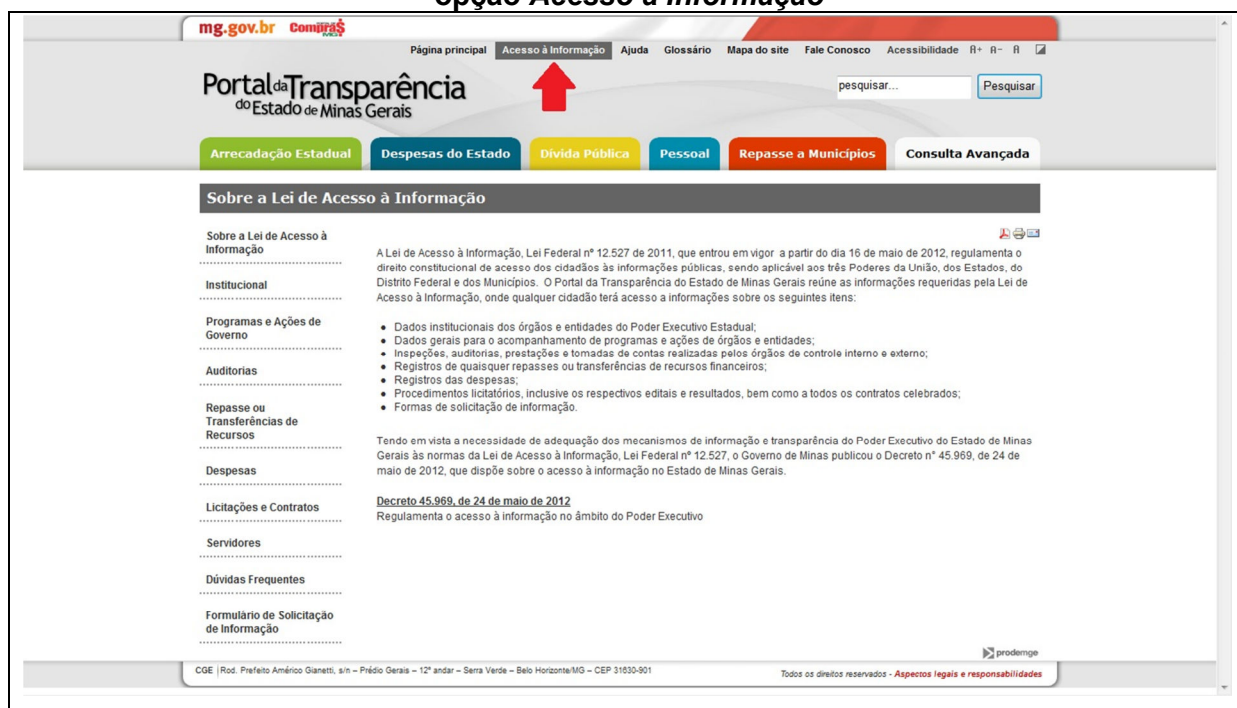 opção Acesso à Informação
mg.gov.br Compra$ MG
Página principal Acesso à Informação Ajuda Glossário Mapa do site Fale Conosco Acessibilidade A+ A- A
Portal da Transparência
do Estado de Minas Gerais
pesquisar... Pesquisar
Arrecadação Estadual Despesas do Estado Dívida Pública Pessoal Repasse a Municípios Consulta Avançada
Sobre a Lei de Acesso à Informação
Sobre a Lei de Acesso à
Informação
Institucional
Programas e Ações de
Governo
Auditorias
Repasse ou
Transferências de
Recursos
Despesas
Licitações e Contratos
Servidores
Dúvidas Frequentes
Formulário de Solicitação
de Informação
A Lei de Acesso à Informação, Lei Federal nº 12.527 de 2011, que entrou em vigor a partir do dia 16 de maio de 2012, regulamenta o
direito constitucional de acesso dos cidadãos às informações públicas, sendo aplicável aos três Poderes da União, dos Estados, do
Distrito Federal e dos Municípios. O Portal da Transparência do Estado de Minas Gerais reúne as informações requeridas pela Lei de
Acesso à Informação, onde qualquer cidadão terá acesso a informações sobre os seguintes itens:
• Dados institucionais dos órgãos e entidades do Poder Executivo Estadual;
• Dados gerais para o acompanhamento de programas e ações de órgãos e entidades;
• Inspeções, auditorias, prestações e tomadas de contas realizadas pelos órgãos de controle interno e externo;
• Registros de quaisquer repasses ou transferências de recursos financeiros;
• Registros das despesas;
• Procedimentos licitatórios, inclusive os respectivos editais e resultados, bem como a todos os contratos celebrados;
• Formas de solicitação de informação.
Tendo em vista a necessidade de adequação dos mecanismos de informação e transparência do Poder Executivo do Estado de Minas
Gerais às normas da Lei de Acesso à Informação, Lei Federal nº 12.527, o Governo de Minas publicou o Decreto n° 45.969, de 24 de
maio de 2012, que dispõe sobre o acesso à informação no Estado de Minas Gerais.
Decreto 45.969, de 24 de maio de 2012
Regulamenta o acesso à informação no âmbito do Poder Executivo
prodemge
CGE | Rod. Prefeito Américo Gianetti, s/n – Prédio Gerais – 12º andar – Serra Verde – Belo Horizonte/MG – CEP 31630-901
Todos os direitos reservados - Aspectos legais e responsabilidades